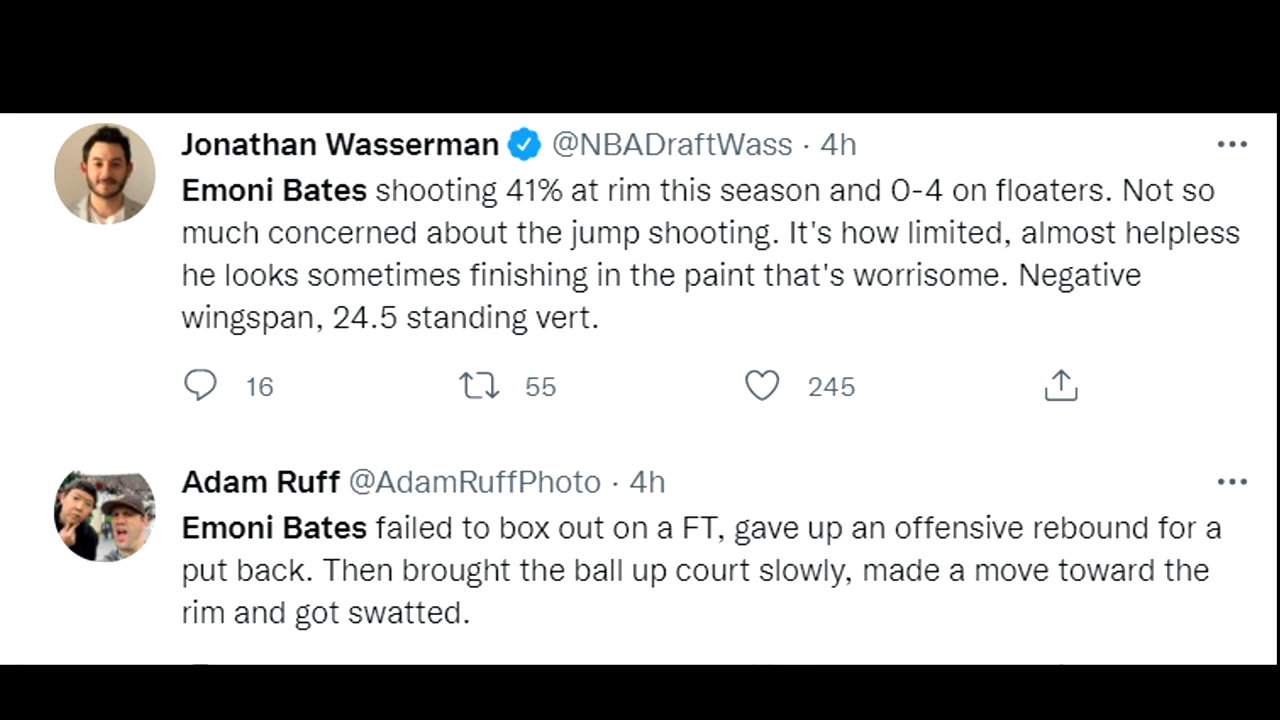 Jonathan Wasserman @NBADraftWass · 4h
Emoni Bates shooting 41% at rim this season and 0-4 on floaters. Not so
much concerned about the jump shooting. It's how limited, almost helpless
he looks sometimes finishing in the paint that's worrisome. Negative
wingspan, 24.5 standing vert.
16 55 245
Adam Ruff @AdamRuffPhoto · 4h
Emoni Bates failed to box out on a FT, gave up an offensive rebound for a
put back. Then brought the ball up court slowly, made a move toward the
rim and got swatted.